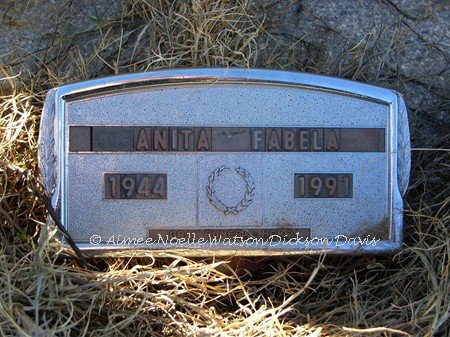 ANITA FABELA
1944 1991
© Aimee Noelle Watson Dickson Davis